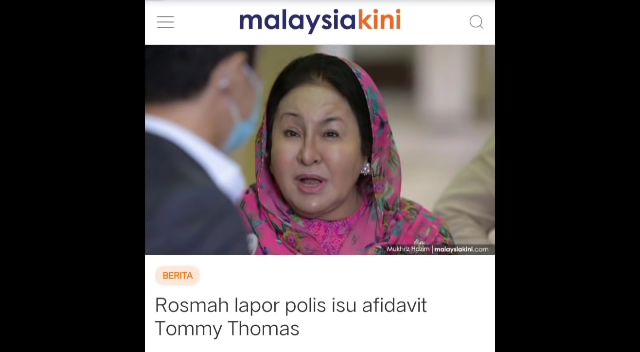 malaysiakini
Mukhriz Hazim | malaysiakini.com
BERITA
Rosmah lapor polis isu afidavit
Tommy Thomas